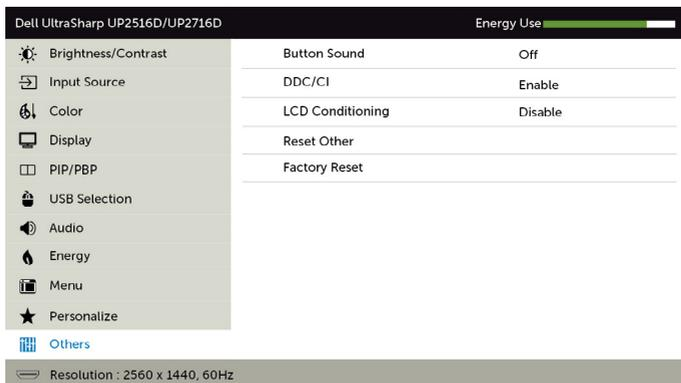 Dell UltraSharp UP2516D/UP2716D Energy Use
Brightness/Contrast Button Sound Off
Input Source DDC/CI Enable
Color LCD Conditioning Disable
Display Reset Other
PIP/PBP Factory Reset
USB Selection
Audio
Energy
Menu
Personalize
Others
Resolution : 2560 x 1440, 60Hz